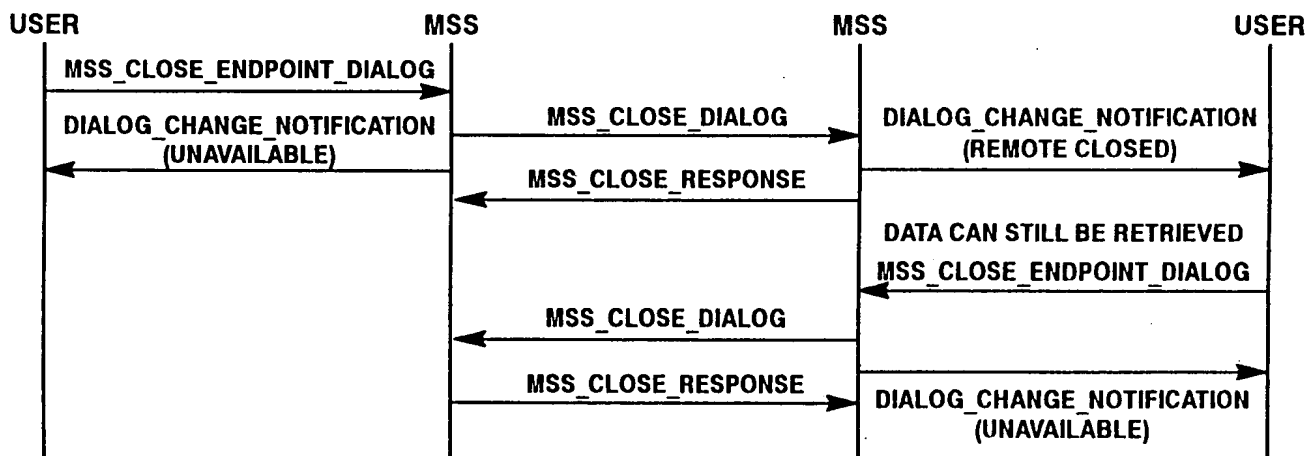 USER MSS MSS USER
MSS_CLOSE_ENDPOINT_DIALOG
DIALOG_CHANGE_NOTIFICATION
(UNAVAILABLE)
MSS_CLOSE_DIALOG
DIALOG_CHANGE_NOTIFICATION
(REMOTE CLOSED)
MSS_CLOSE_RESPONSE
DATA CAN STILL BE RETRIEVED
MSS_CLOSE_ENDPOINT_DIALOG
MSS_CLOSE_DIALOG
MSS_CLOSE_RESPONSE
DIALOG_CHANGE_NOTIFICATION
(UNAVAILABLE)